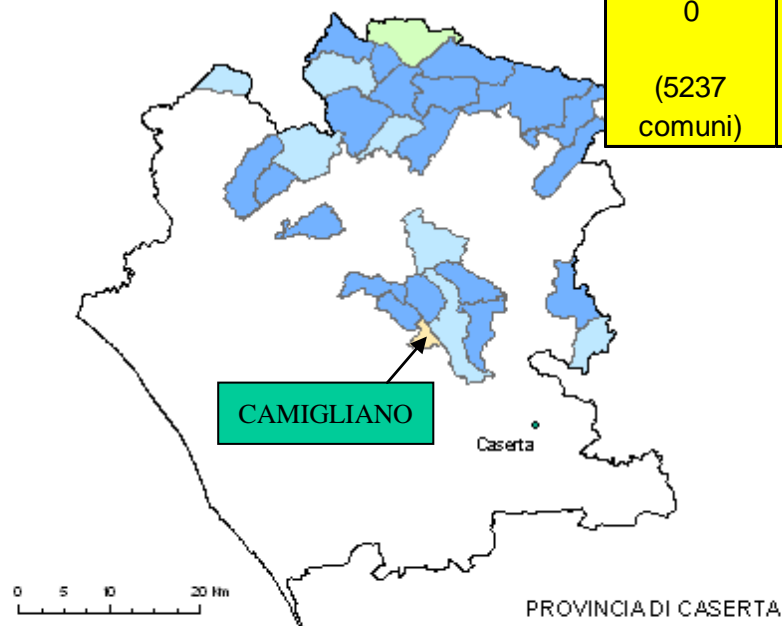 0
(5237
comuni)
CAMIGLIANO
Caserta
0 5 10 20 Km
PROVINCIA DI CASERTA